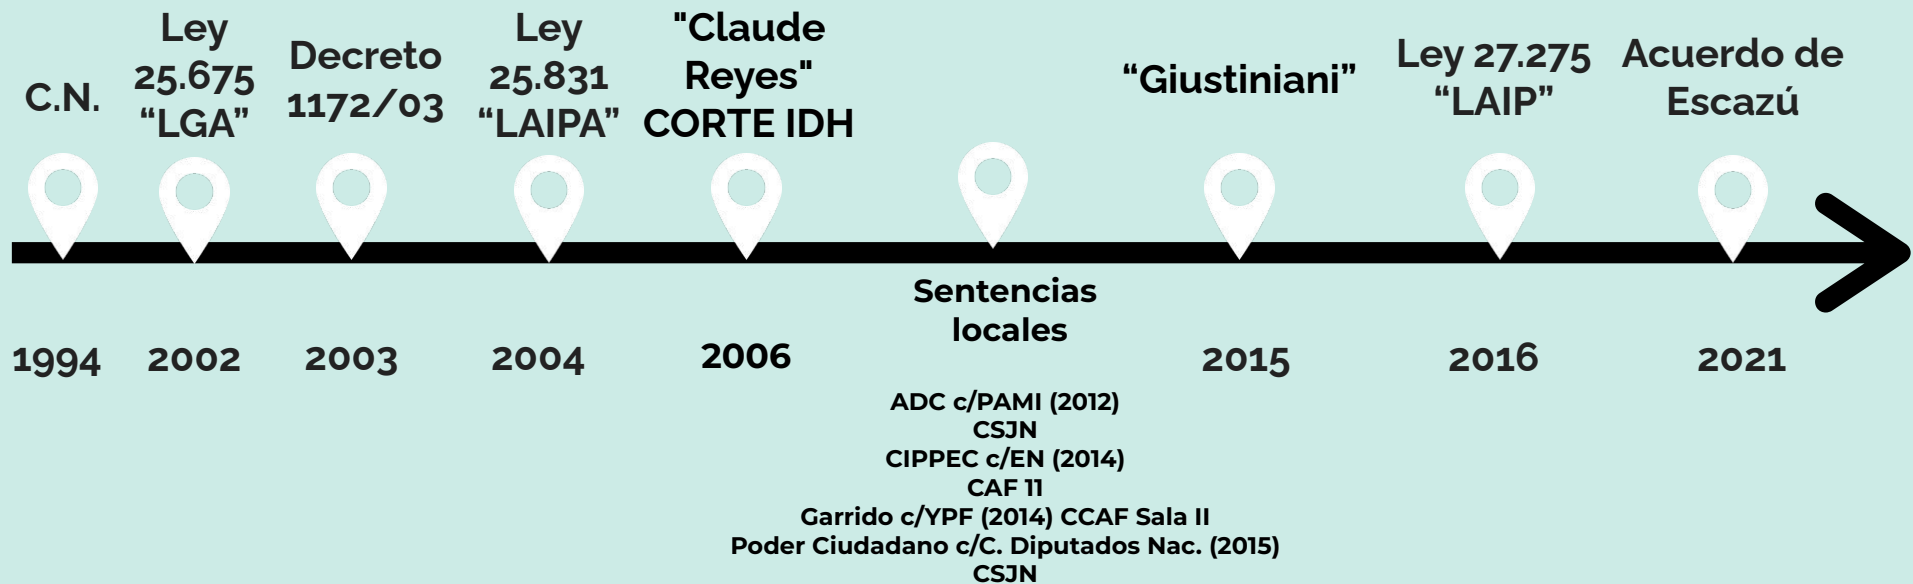 C.N.
Ley
25.675
“LGA”
Decreto
1172/03
Ley
25.831
“LAIPA”
"Claude
Reyes"
CORTE IDH
“Giustiniani”
Ley 27.275
“LAIP”
Acuerdo de
Escazú
Sentencias
locales
1994
2002
2003
2004
2006
2015
2016
2021
ADC c/PAMI (2012)
CSJN
CIPPEC c/EN (2014)
CAF 11
Garrido c/YPF (2014) CCAF Sala II
Poder Ciudadano c/C. Diputados Nac. (2015)
CSJN